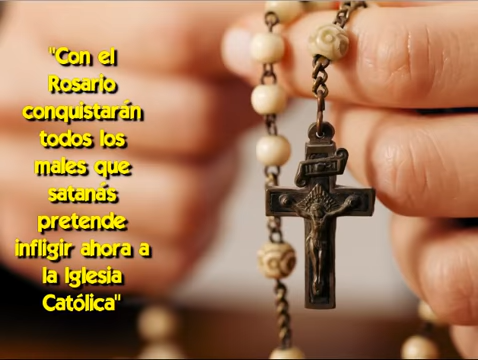 "Con el
Rosario
conquistarán
todos los
males que
satanás
pretende
infligir ahora a
la Iglesia
Católica"